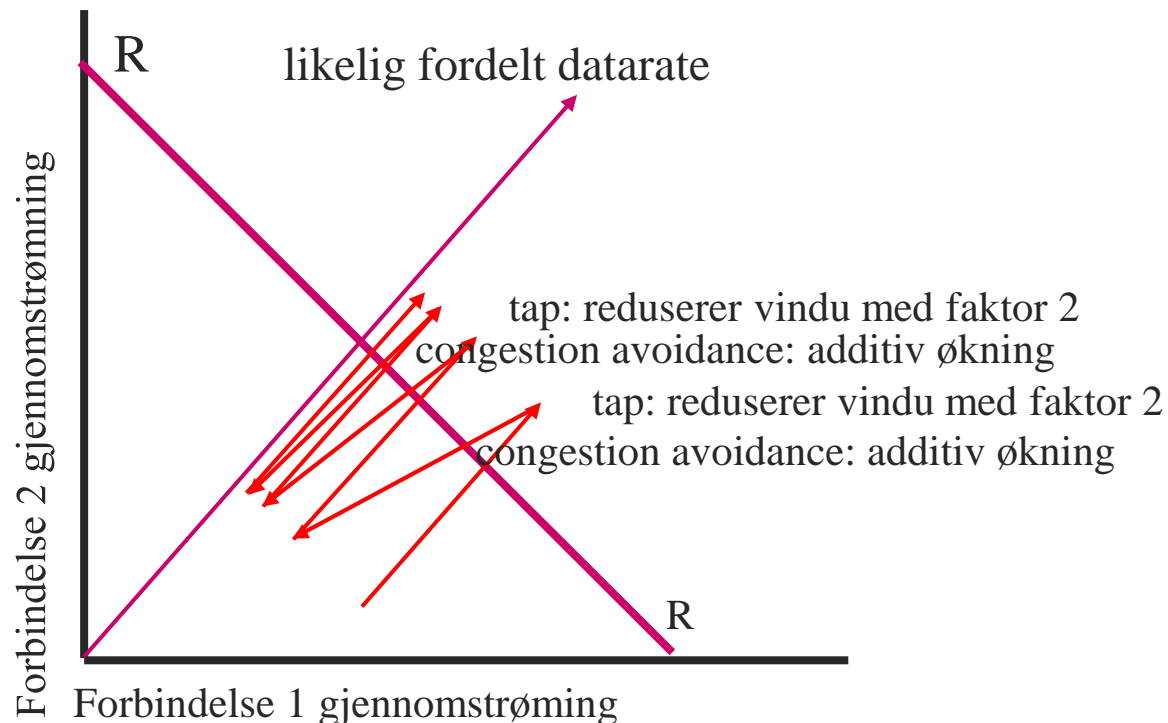 R
likelig fordelt datarate
Forbindelse 2 gjennomstrømning
tap: reduserer vindu med faktor 2
congestion avoidance: additiv økning
tap: reduserer vindu med faktor 2
congestion avoidance: additiv økning
R
Forbindelse 1 gjennomstrøming